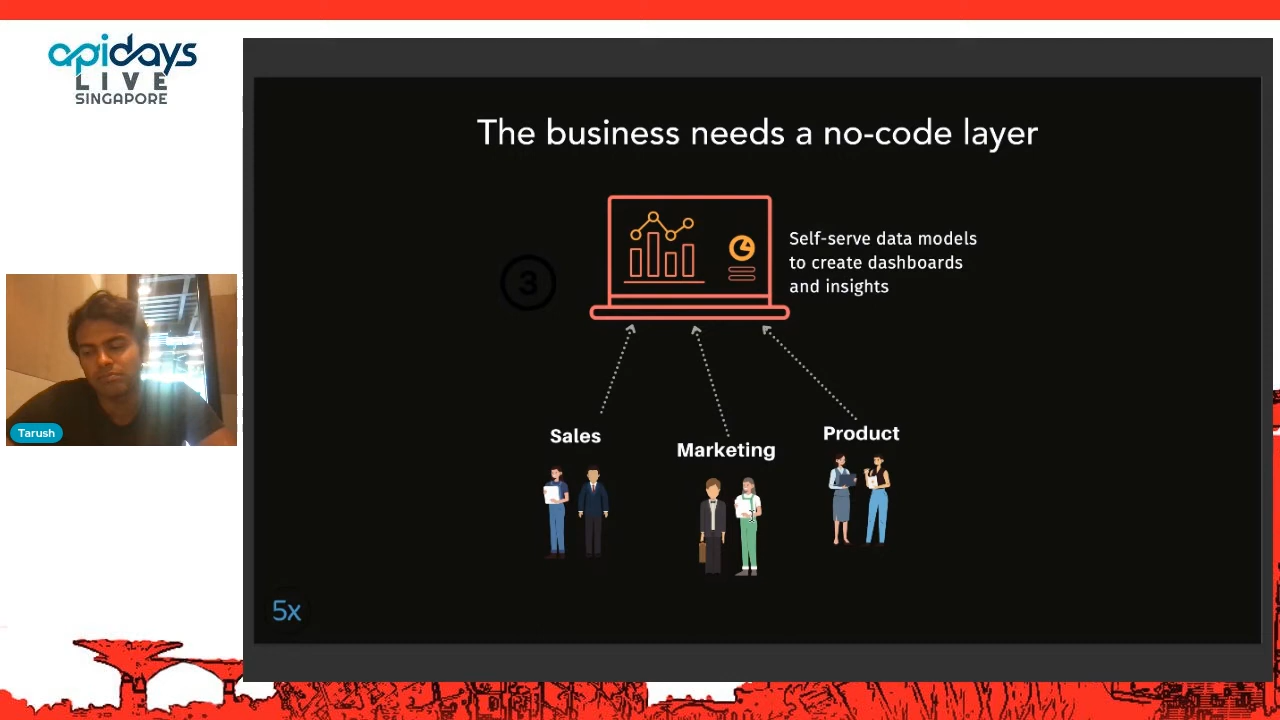 apidays
LIVE
SINGAPORE
The business needs a no-code layer
Self-serve data models
to create dashboards
and insights
3
Sales
Marketing
Product
Tarush
5x